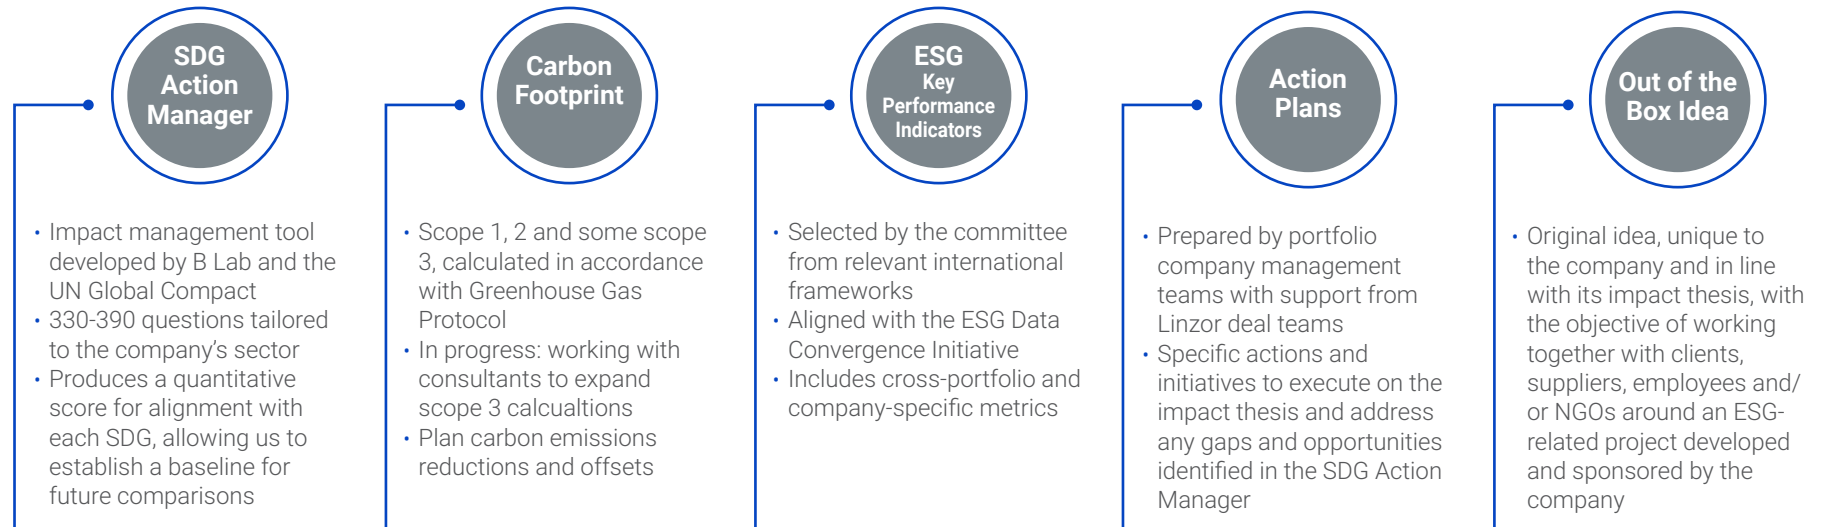 SDG
Action
Manager
• Impact management tool
developed by B Lab and the
UN Global Compact
• 330-390 questions tailored
to the company's sector
• Produces a quantitative
score for alignment with
each SDG, allowing us to
establish a baseline for
future comparisons
Carbon
Footprint
• Scope 1, 2 and some scope
3, calculated in accordance
with Greenhouse Gas
Protocol
• In progress: working with
consultants to expand
scope 3 calcualtions
• Plan carbon emissions
reductions and offsets
ESG
Key
Performance
Indicators
• Selected by the committee
from relevant international
frameworks
• Aligned with the ESG Data
Convergence Initiative
• Includes cross-portfolio and
company-specific metrics
Action
Plans
• Prepared by portfolio
company management
teams with support from
Linzor deal teams
• Specific actions and
initiatives to execute on the
impact thesis and address
any gaps and opportunities
identified in the SDG Action
Manager
Out of the
Box Idea
• Original idea, unique to
the company and in line
with its impact thesis, with
the objective of working
together with clients,
suppliers, employees and/
or NGOs around an ESG-
related project developed
and sponsored by the
company